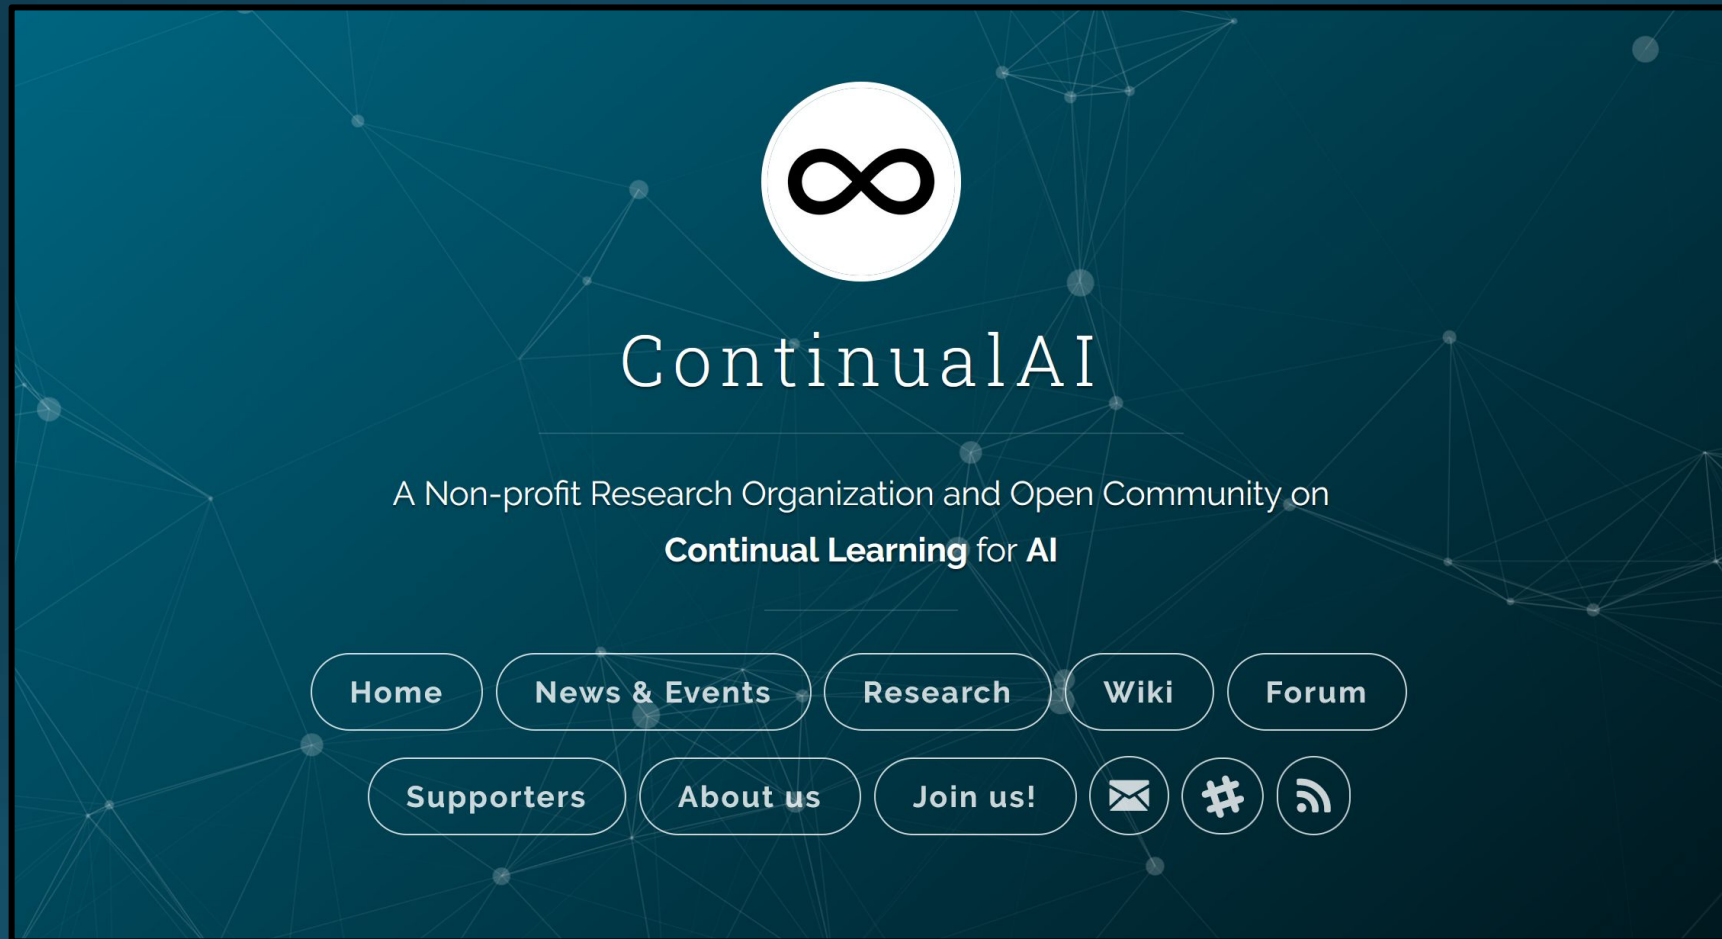 ContinualAI
A Non-profit Research Organization and Open Community on
Continual Learning for AI
Home News & Events Research Wiki Forum
Supporters About us Join us!